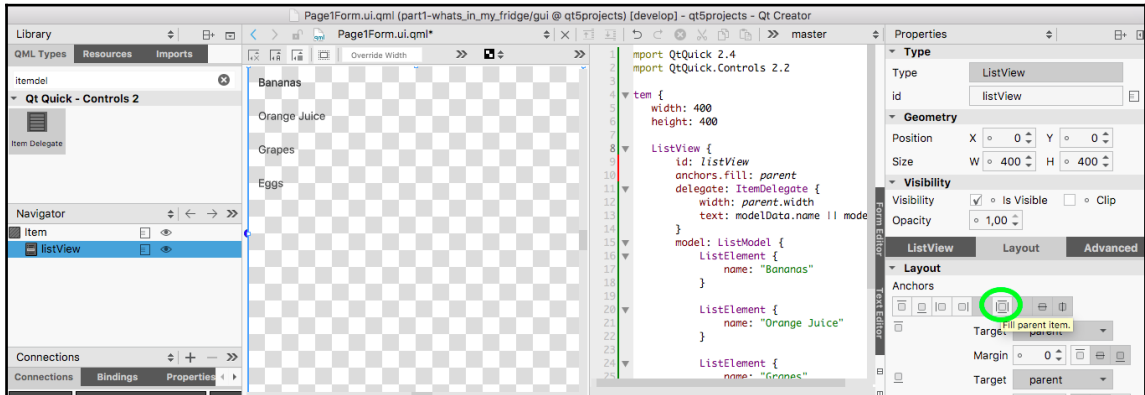 Page1Form.ui.qml (part1-whats_in_my_fridge/gui @ qt5projects) [develop] - qt5projects - Qt Creator
Library
Page1Form.ui.qml*
master
Properties
QML Types Resources Imports
Override Width
itemdel
Qt Quick - Controls 2
Item Delegate
Navigator
Item
listView
Connections
Connections Bindings Properties
Bananas
Orange Juice
Grapes
Eggs
1 mport QtQuick 2.4
2 mport QtQuick.Controls 2.2
3
4 tem {
5 width: 400
6 height: 400
7
8 ListView {
9 id: listView
10 anchors.fill: parent
11 delegate: ItemDelegate {
12 width: parent.width
13 text: modelData.name || mode
14 }
15 model: ListModel {
16 ListElement {
17 name: "Bananas"
18 }
19
20 ListElement {
21 name: "Orange Juice"
22 }
23
24 ListElement {
25 name: "Grapes"
Form Editor
Text Editor
Type
Type ListView
id listView
Geometry
Position X 0 Y 0
Size W 400 H 400
Visibility
Visibility Is Visible Clip
Opacity 1,00
ListView Layout Advanced
Layout
Anchors
Fill parent item.
Target parent
Margin 0
Target parent